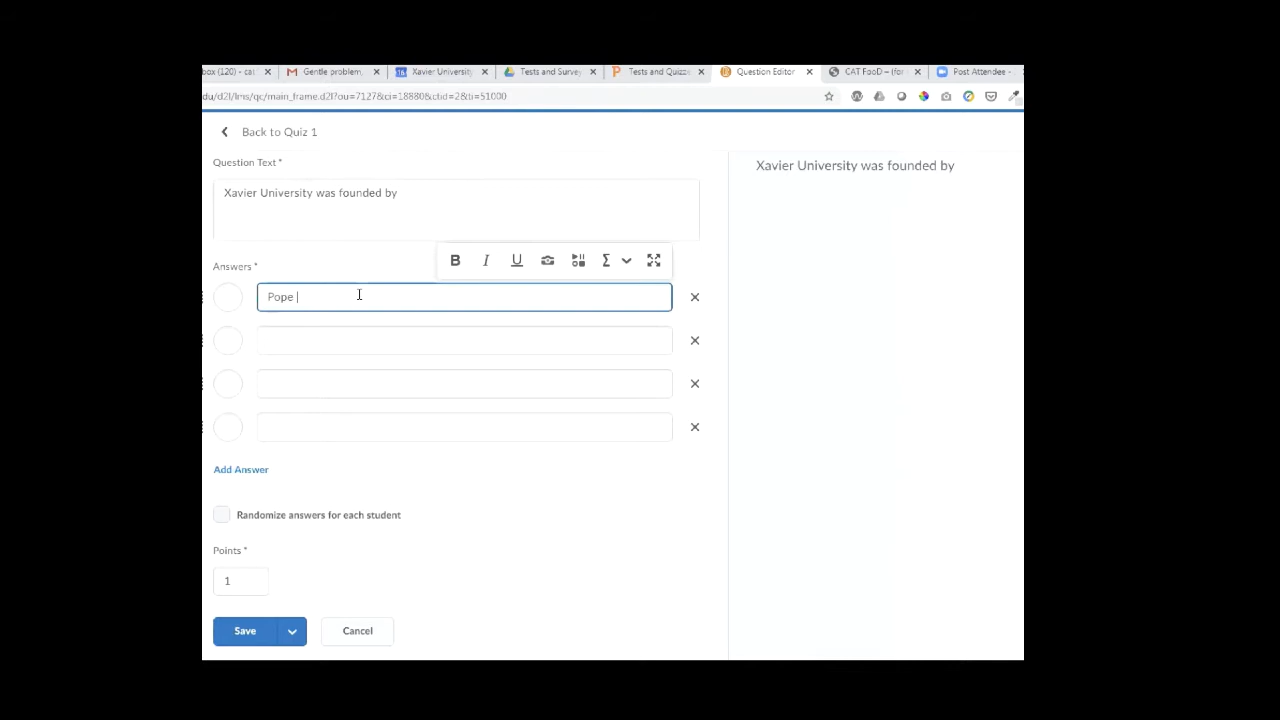 box (120) - cat
Gentle problem,
Xavier University
Tests and Survey
Tests and Quizze
Question Editor
CAT FooD – (for
Post Attendee -
du/d2l/lms/qc/main_frame.d2l?ou=7127&ci=18880&ctid=2&ti=51000
Back to Quiz 1
Question Text *
Xavier University was founded by
Xavier University was founded by
Answers *
B I U Σ
Pope
Add Answer
Randomize answers for each student
Points *
1
Save
Cancel